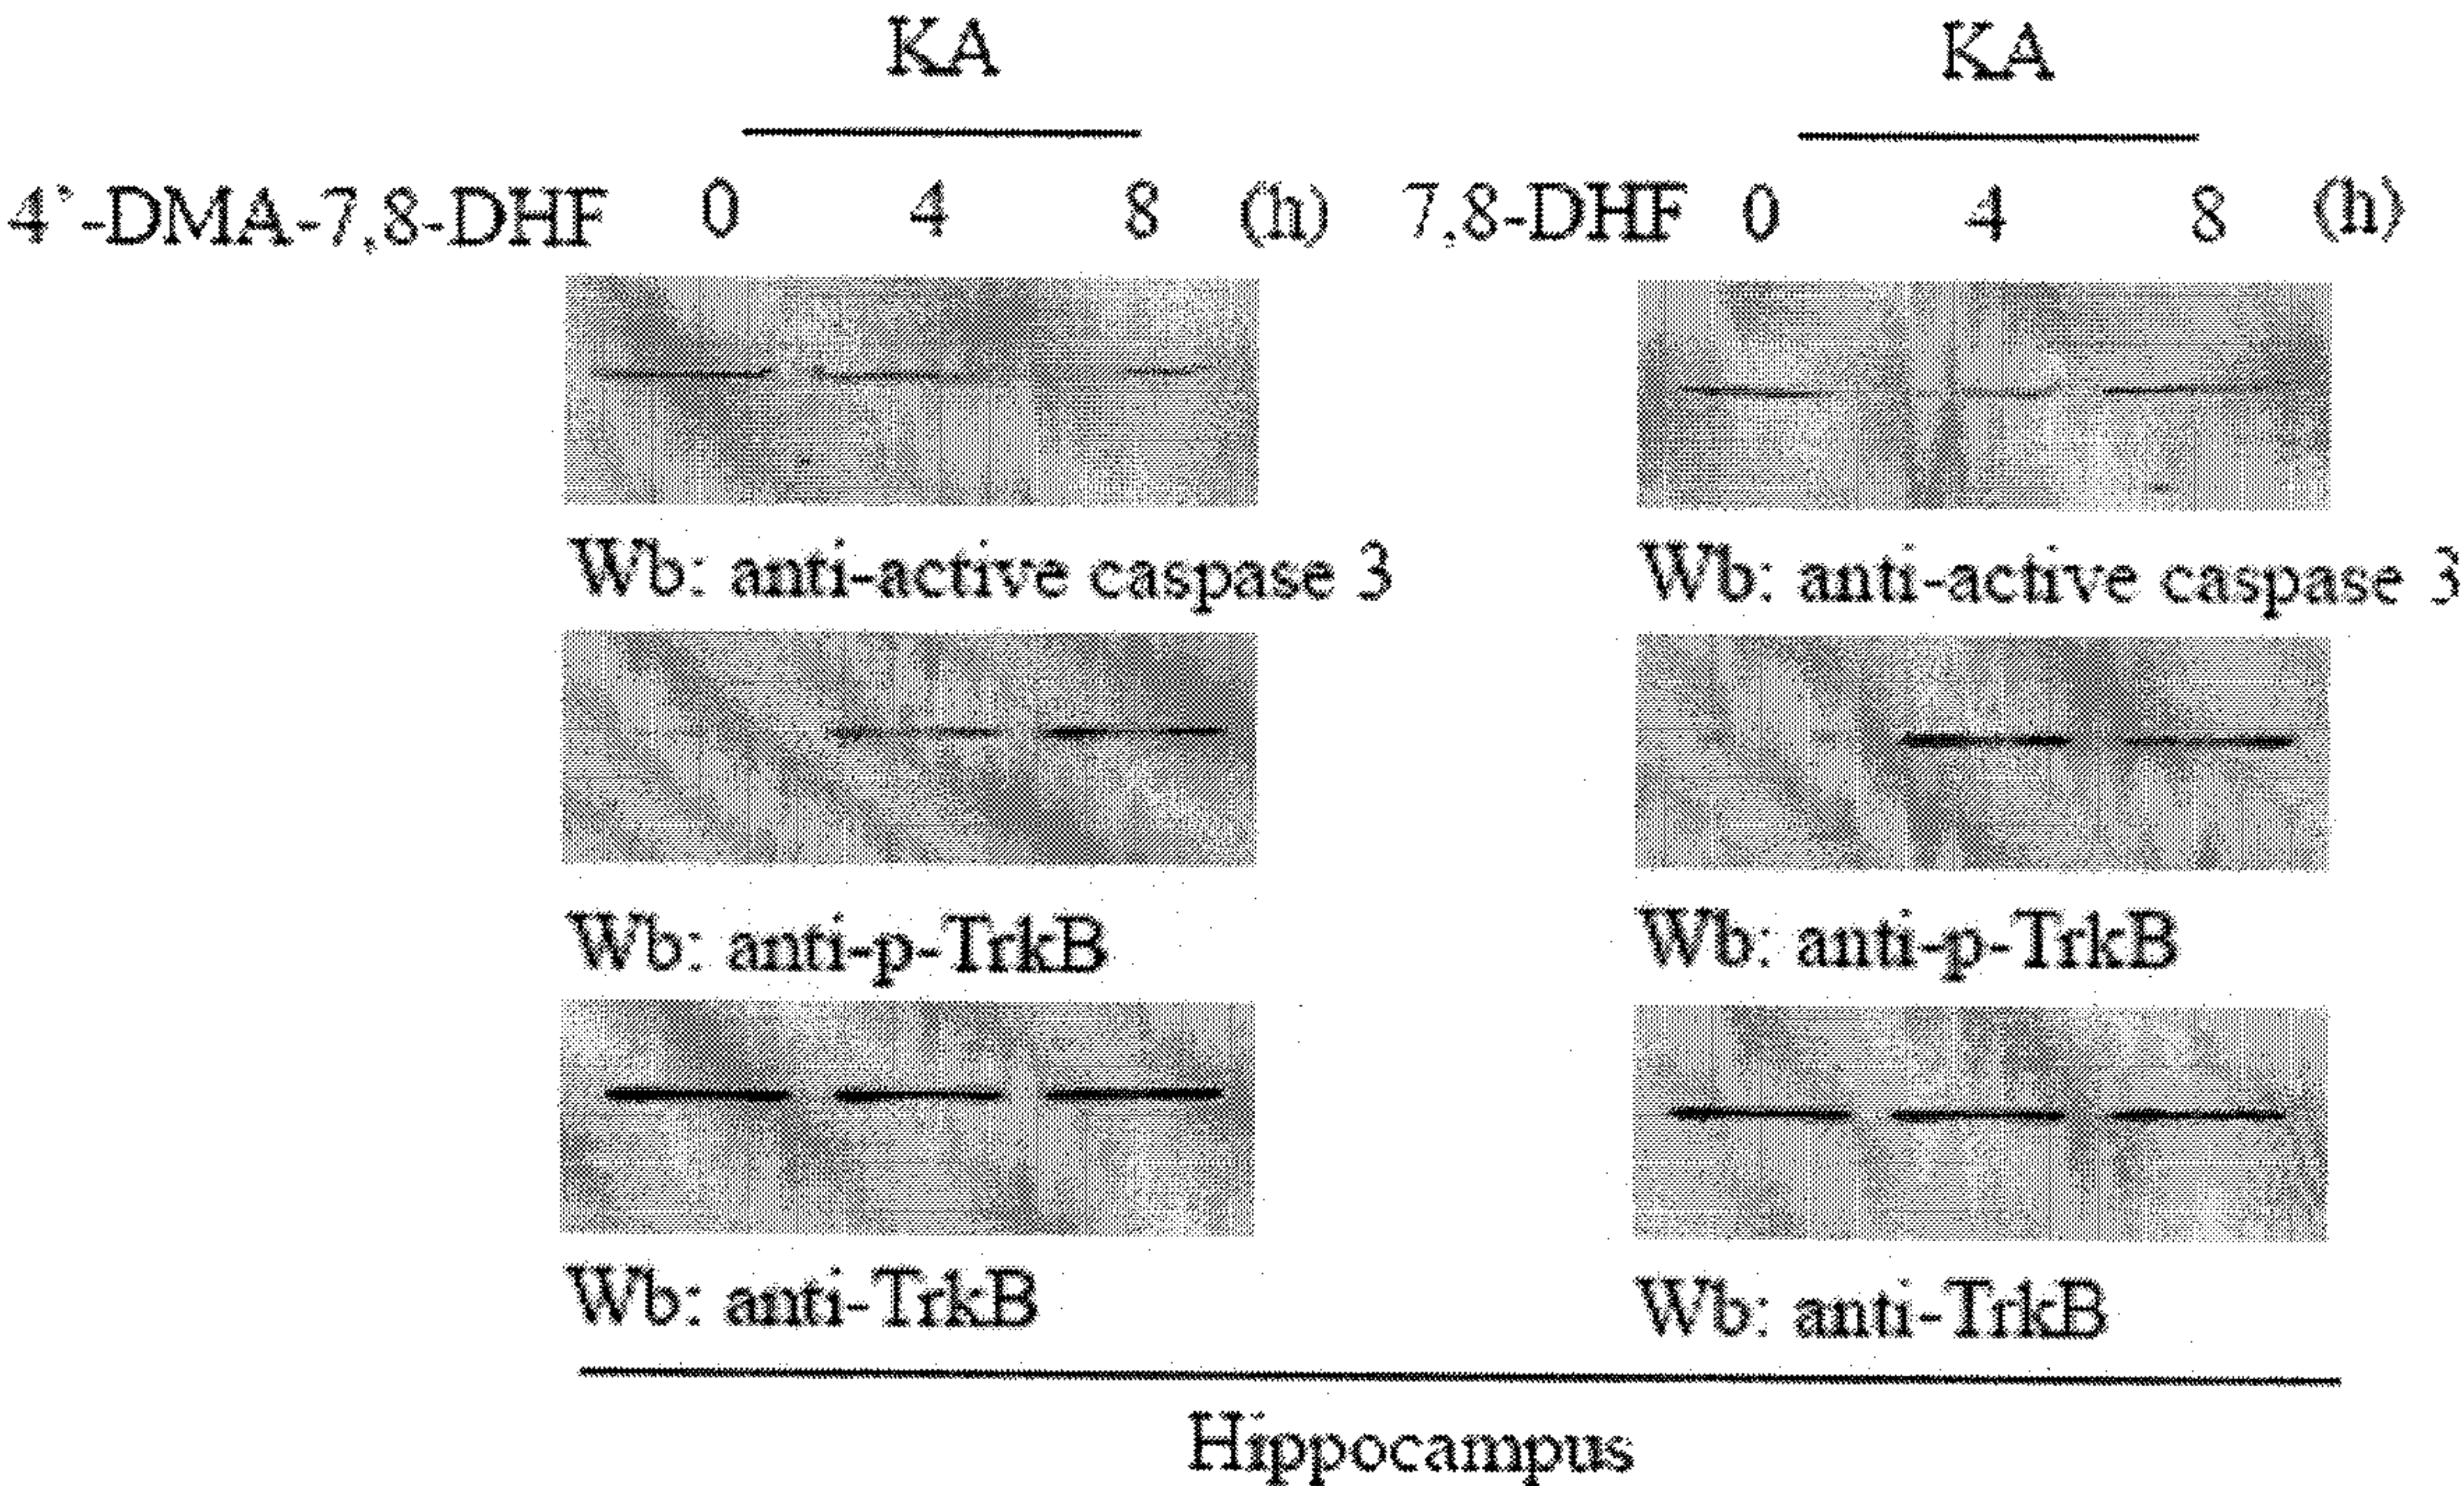 KA KA
4'-DMA-7,8-DHF 0 4 8 (h) 7,8-DHF 0 4 8 (h)
Wb: anti-active caspase 3 Wb: anti-active caspase 3
Wb: anti-p-TrkB Wb: anti-p-TrkB
Wb: anti-TrkB Wb: anti-TrkB
Hippocampus